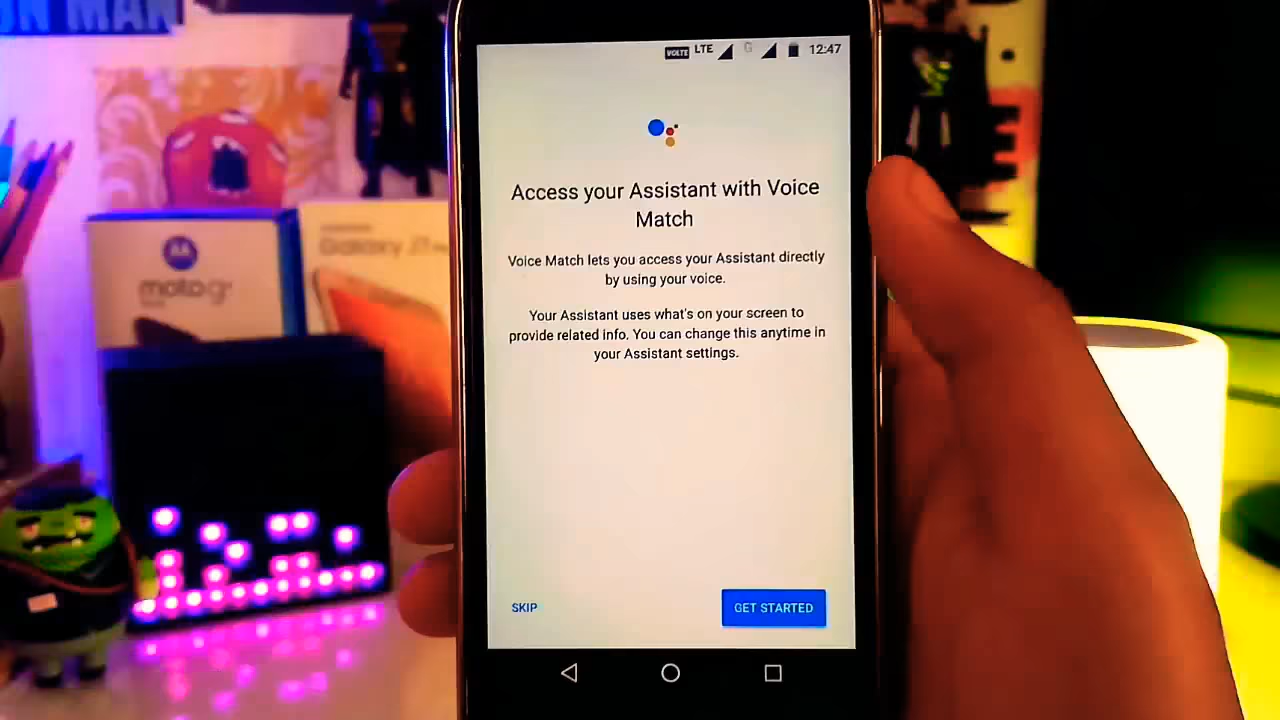 N MAN
VOLTE LTE G 12:47
Access your Assistant with Voice
Match
Voice Match lets you access your Assistant directly
by using your voice.
Your Assistant uses what's on your screen to
provide related info. You can change this anytime in
your Assistant settings.
SKIP
GET STARTED
moto g
Galaxy J7